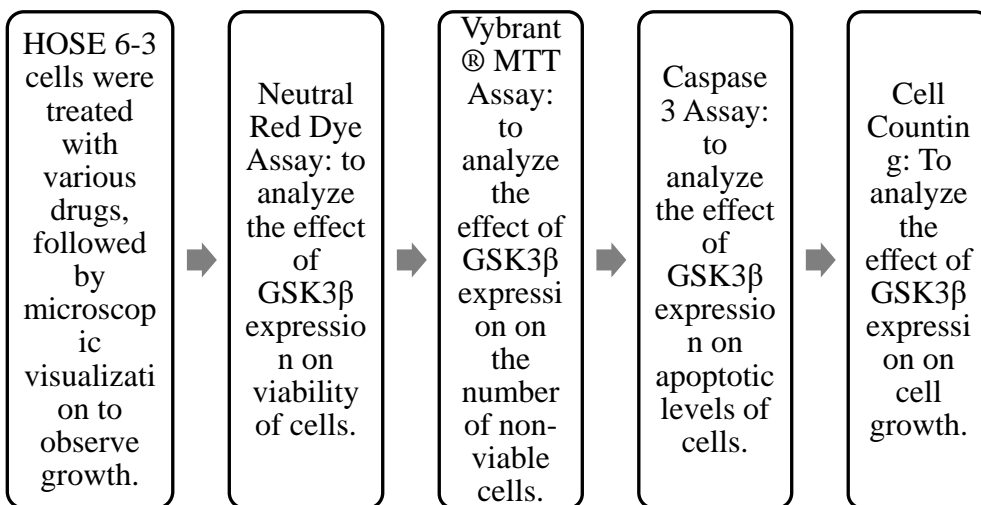 HOSE 6-3
cells were
treated
with
various
drugs,
followed
by
microscop
ic
visualizati
on to
observe
growth.
Neutral
Red Dye
Assay: to
analyze
the effect
of
GSK3β
expressio
n on
viability
of cells.
Vybrant
® MTT
Assay:
to
analyze
the
effect of
GSK3β
expressi
on on
the
number
of non-
viable
cells.
Caspase
3 Assay:
to
analyze
the effect
of
GSK3β
expressio
n on
apoptotic
levels of
cells.
Cell
Countin
g: To
analyze
the
effect of
GSK3β
expressi
on on
cell
growth.